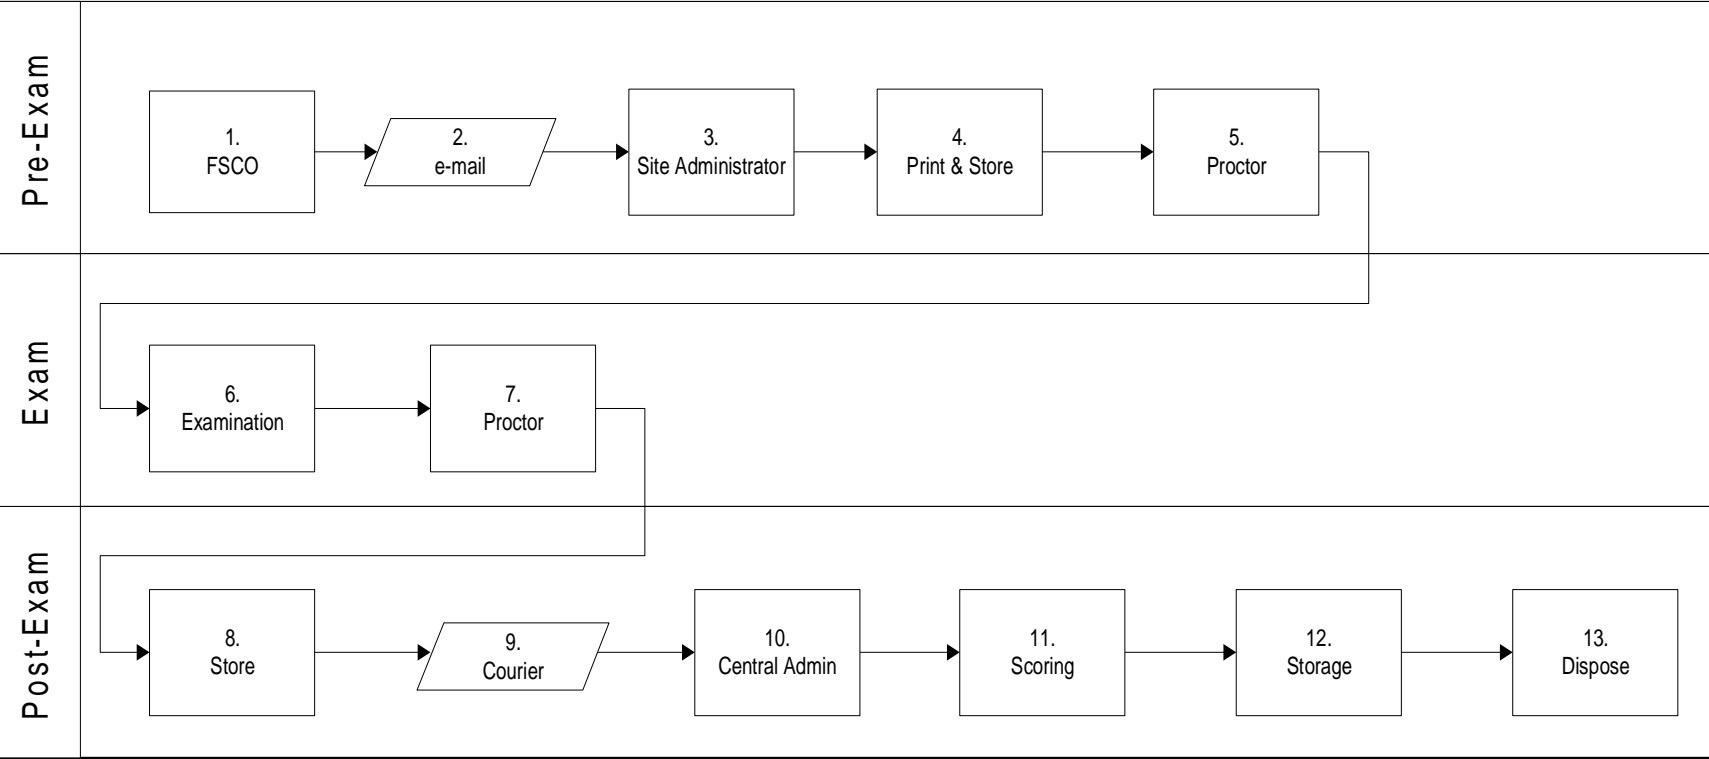 Pre-Exam
1.
FSCO
2.
e-mail
3.
Site Administrator
4.
Print & Store
5.
Proctor
Exam
6.
Examination
7.
Proctor
Post-Exam
8.
Store
9.
Courier
10.
Central Admin
11.
Scoring
12.
Storage
13.
Dispose